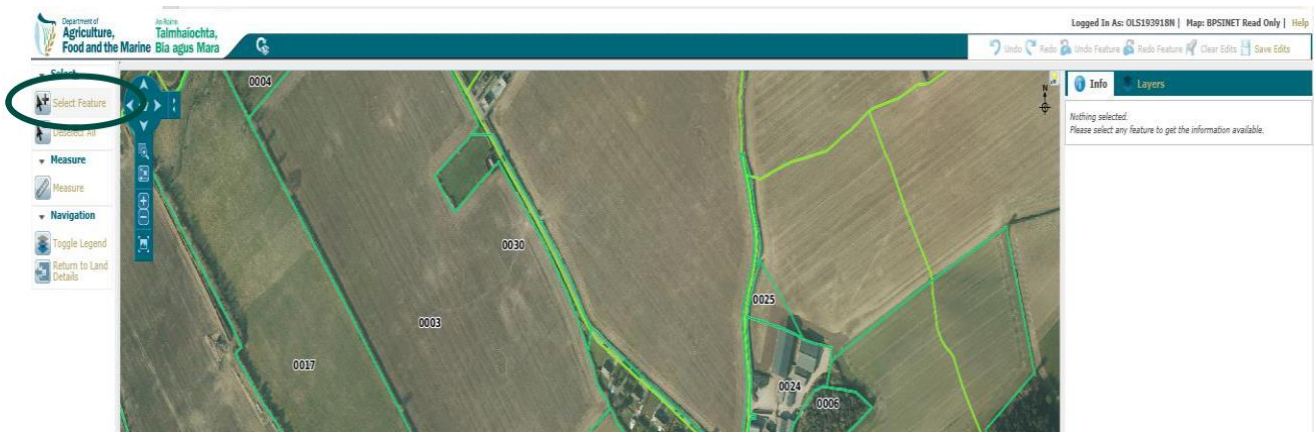 Department of
Agriculture,
Food and the Marine
An Roinn
Talmhaíochta,
Bia agus Mara
Logged In As: OLS193918N | Map: BPSINET Read Only | Help
Undo Redo Undo Feature Redo Feature Clear Edits Save Edits
Select
Select Feature
Deselect All
Measure
Measure
Navigation
Toggle Legend
Return to Land
Details
0004
0030
0003
0017
0025
0024
0006
N
Info Layers
Nothing selected.
Please select any feature to get the information available.